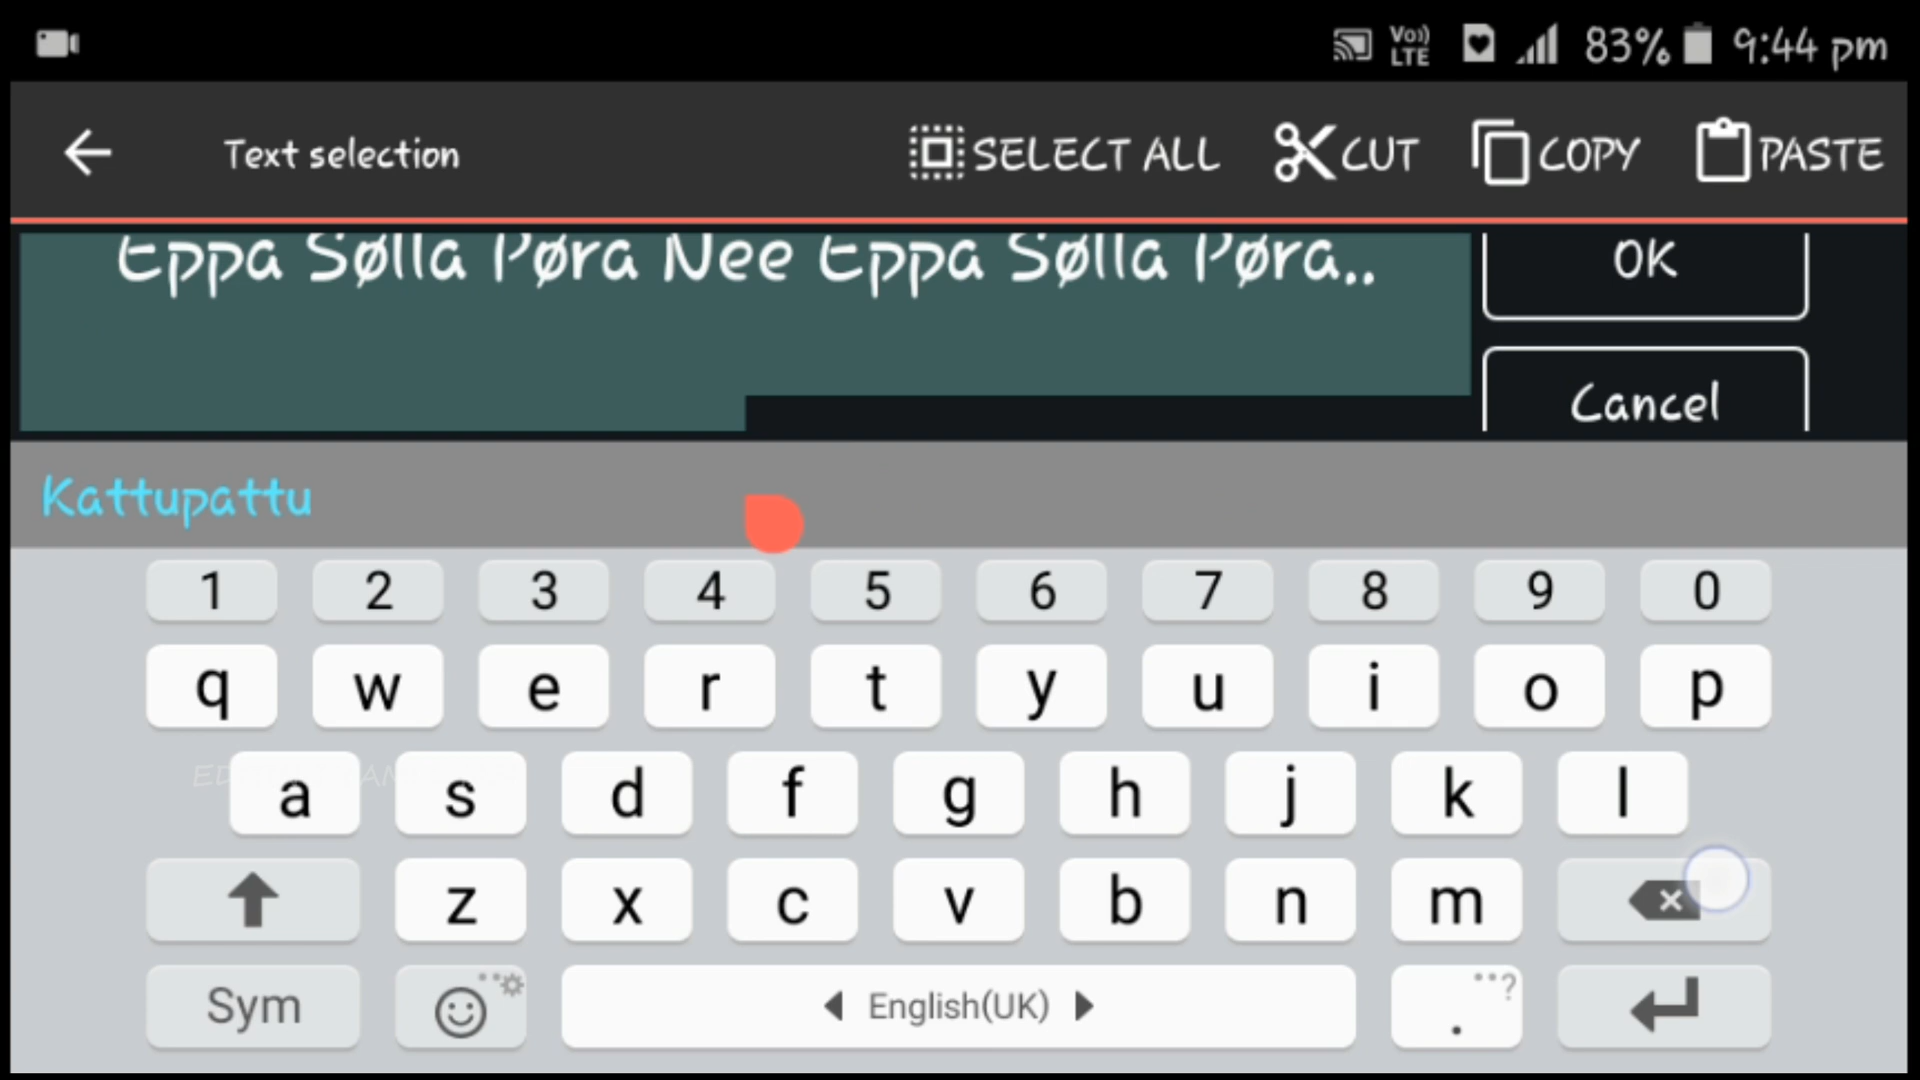 Vo)) LTE 83% 9:44 pm
Text selection SELECT ALL CUT COPY PASTE
Eppa Sølla Pøra Nee Eppa Sølla Pøra..
OK
Cancel
Kattupattu
1 2 3 4 5 6 7 8 9 0
q w e r t y u i o p
a s d f g h j k l
z x c v b n m
Sym English(UK) . ?